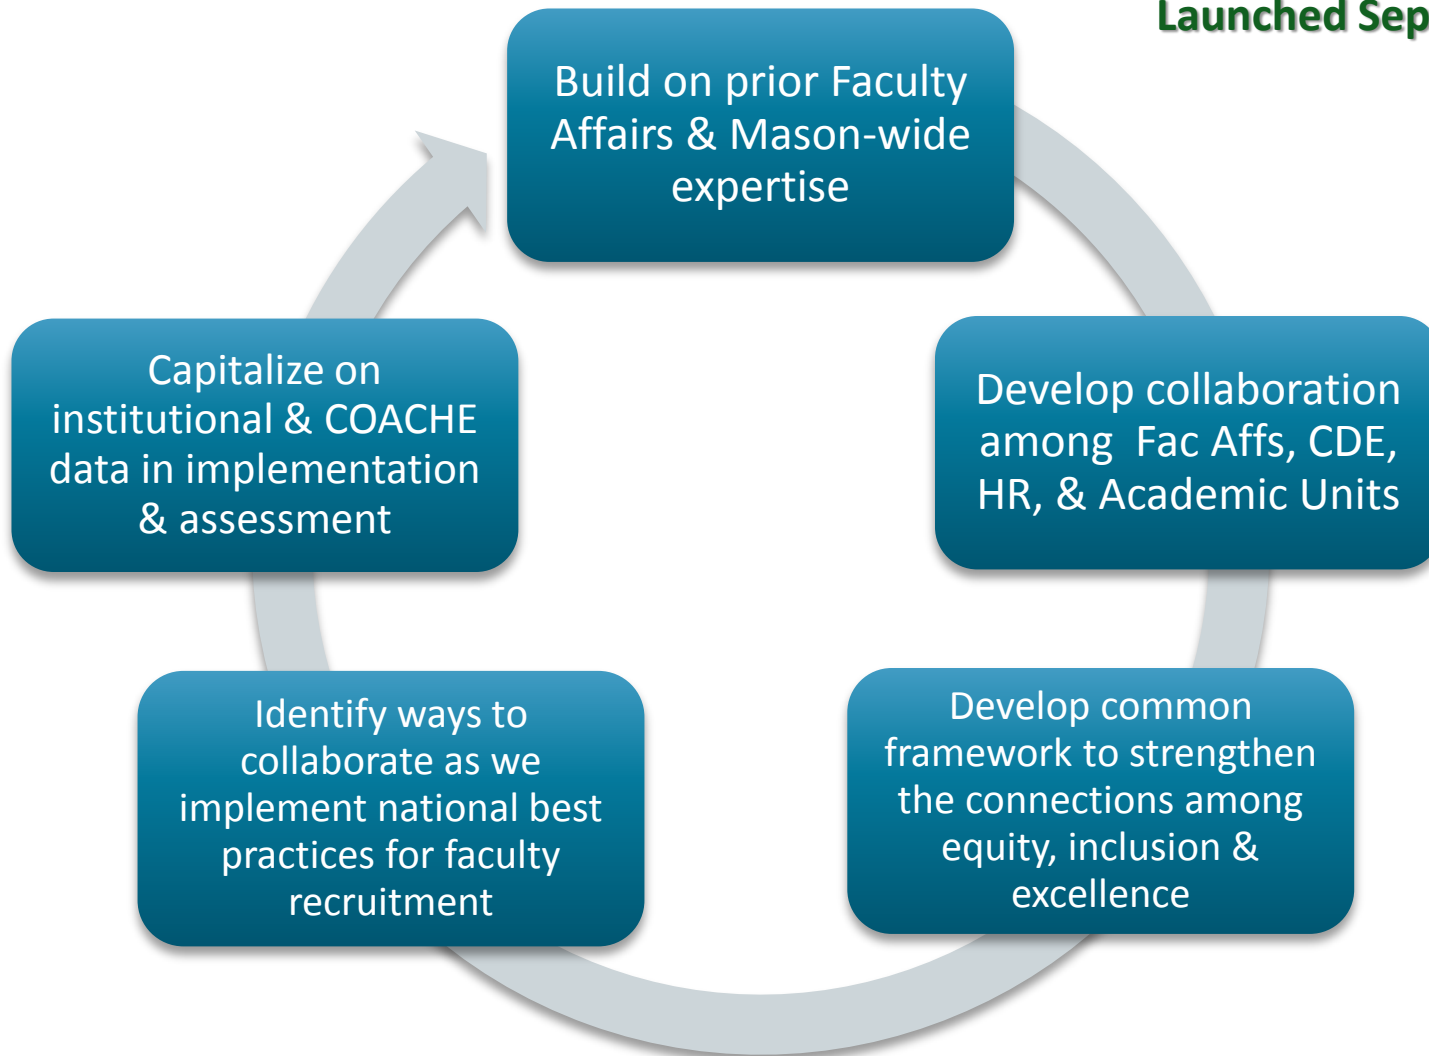 Launched Sep
Build on prior Faculty
Affairs & Mason-wide
expertise
Develop collaboration
among Fac Affs, CDE,
HR, & Academic Units
Develop common
framework to strengthen
the connections among
equity, inclusion &
excellence
Identify ways to
collaborate as we
implement national best
practices for faculty
recruitment
Capitalize on
institutional & COACHE
data in implementation
& assessment